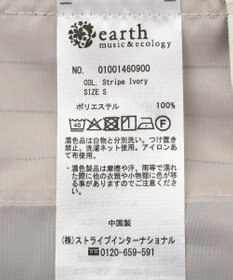 earth
music&ecology
NO. 01001460900
COL. Stripe Ivory
SIZE S
ポリエステル 100%
40
濃色品は白物と分別洗い。つけ置き
禁止。洗濯ネット使用。アイロンあ
て布使用。
・濃色製品は摩擦や汗、雨等で濡れ
た時に他の衣類や小物類に色が移
る事がありますのでご注意くださ
い。
中国製
(株)ストライプインターナショナル
0120-659-591